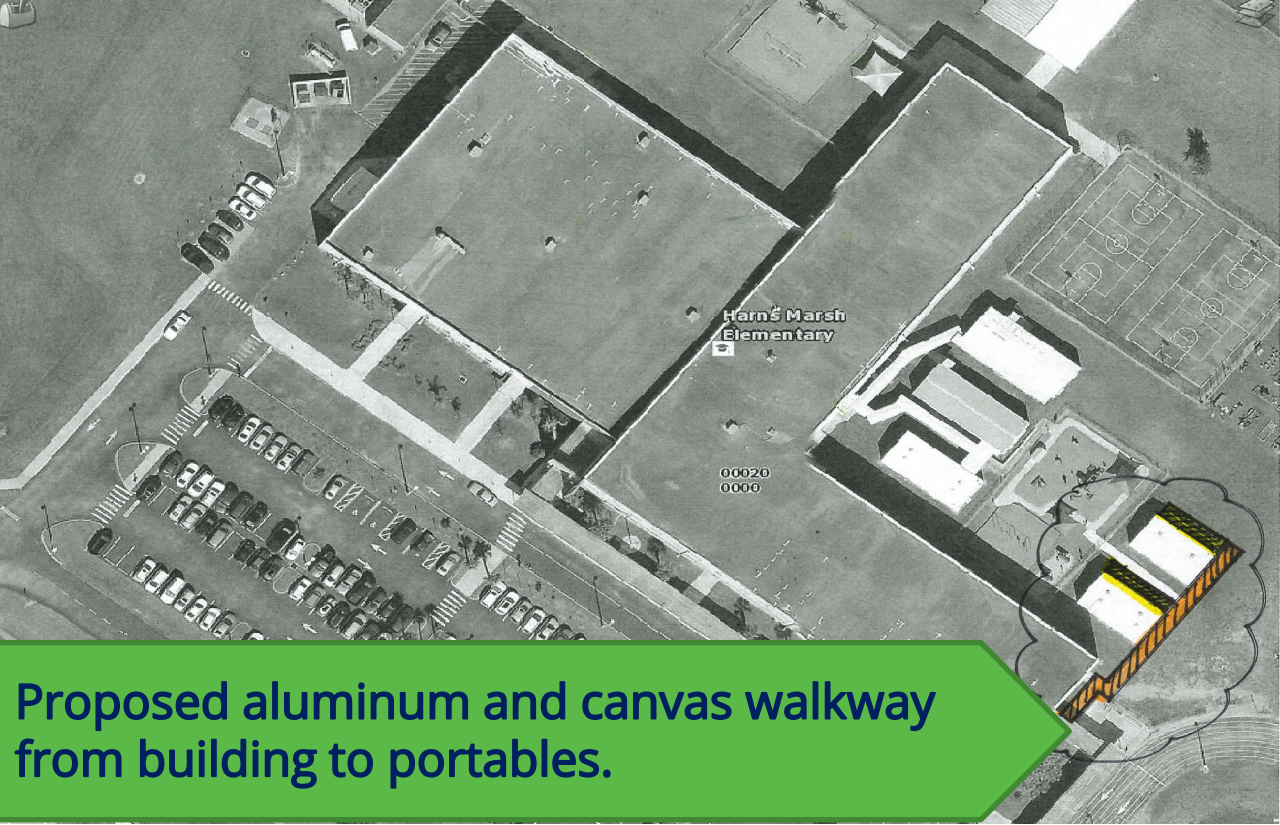 Harns Marsh
Elementary
00020
0000
Proposed aluminum and canvas walkway
from building to portables.